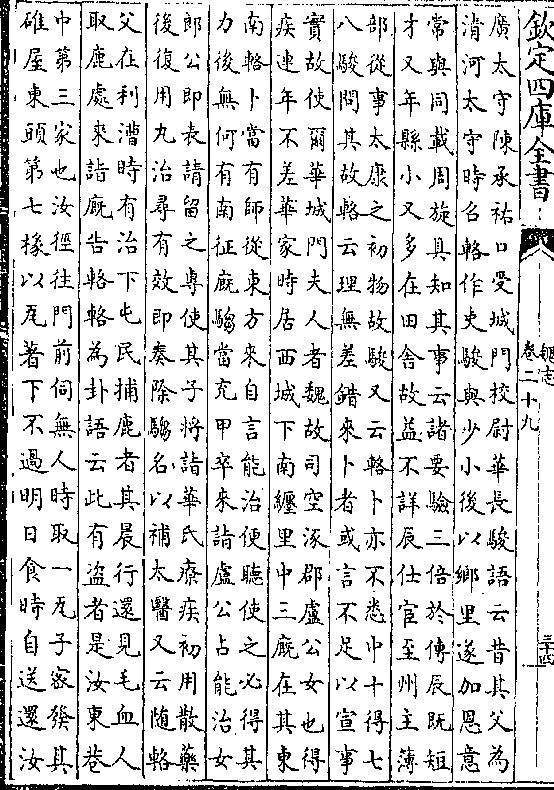 欽定四庫全書
魏志
卷二十九
三十四
廣太守陳承祐口受城門校尉華長駿語云昔其父為
清河太守時召輅作吏駿與少小後以鄉里遂加恩意
常與同載周旋具知其事云諸要驗三倍於傳辰既短
才又年縣小又多在田舍故益不詳辰仕宦至州主薄
部從事太康之初物故駿又云輅卜亦不悉中十得七
八駿問其故輅云理無差錯來卜者或言不足以宣事
實故使爾華城門夫人者魏故司空涿郡盧公女也得
疾連年不差華家時居西城下南纏里中三廐在其東
南輅卜當有師從東方來自言能治便聽使之必得其
力後無何有南征廐騶當充甲卒來詣盧公占能治女
郎公即表請留之專使其子將詣華氏療疾初用散藥
後復用丸治尋有效即奏除騶名以補太醫又云隨輅
父在利漕時有治下屯民捕鹿者其晨行還見毛血人
取鹿處來詣廐告輅輅為卦語云此有盜者是汝東巷
中第三家也汝徑往門前伺無人時取一瓦子密發其
碓屋東頭第七椽以瓦著下不過明日食時自送還汝